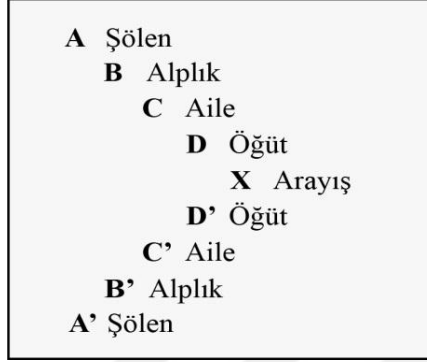 A Şölen
B Alplık
C Aile
D Öğüt
X Arayış
D’ Öğüt
C’ Aile
B’ Alplık
A’ Şölen